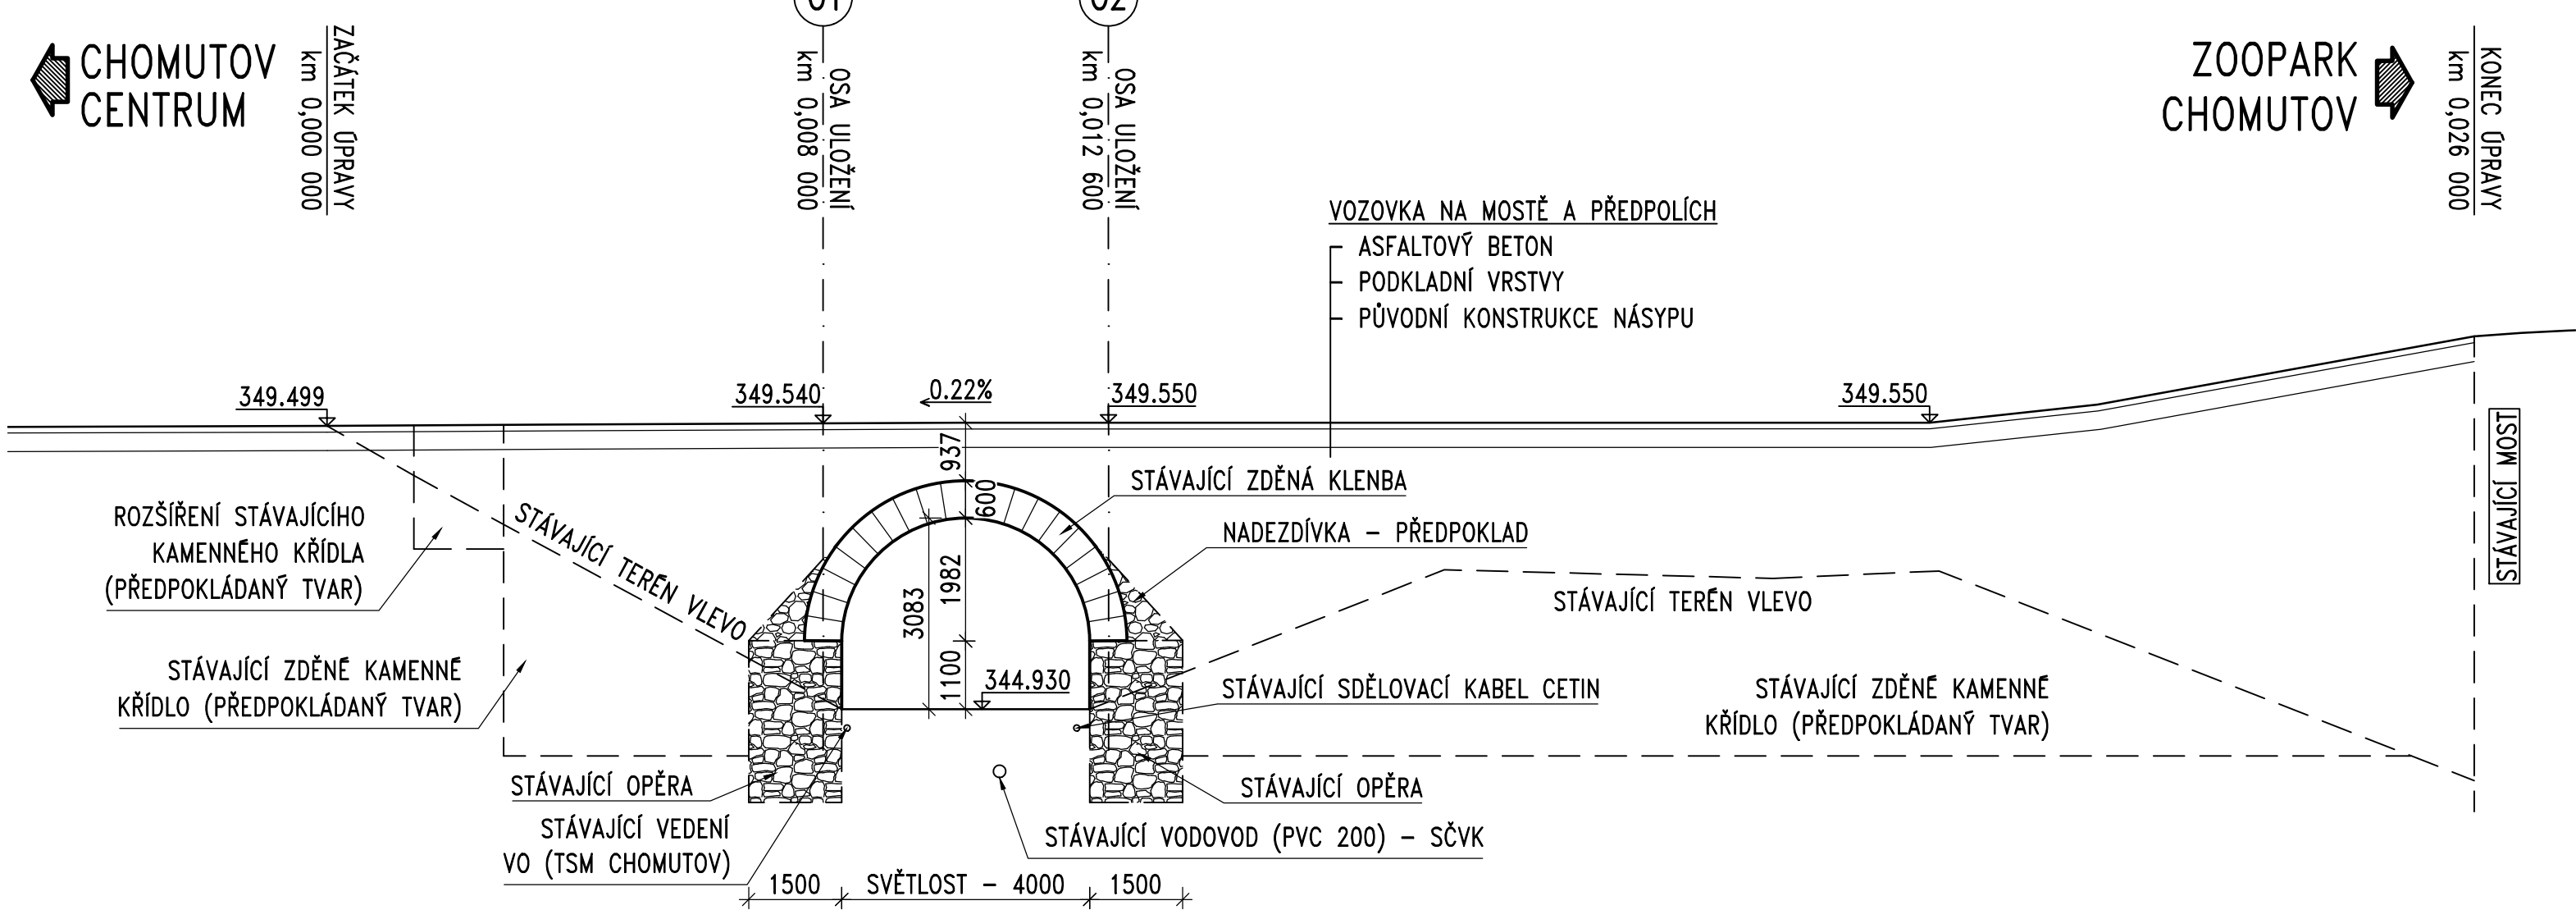 01
02
CHOMUTOV
CENTRUM
ZAČÁTEK ÚPRAVY
km 0,000 000
OSA ULOŽENÍ
km 0,008 000
OSA ULOŽENÍ
km 0,012 600
ZOOPARK
CHOMUTOV
KONEC ÚPRAVY
km 0,026 000
VOZOVKA NA MOSTĚ A PŘEDPOLÍCH
ASFALTOVÝ BETON
PODKLADNÍ VRSTVY
PŮVODNÍ KONSTRUKCE NÁSYPU
349.499
349.540
0.22%
349.550
349.550
937
600
1982
3083
1100
344.930
STÁVAJÍCÍ ZDĚNÁ KLENBA
NADEZDÍVKA – PŘEDPOKLAD
STÁVAJÍCÍ MOST
ROZŠÍŘENÍ STÁVAJÍCÍHO
KAMENNÉHO KŘÍDLA
(PŘEDPOKLÁDANÝ TVAR)
STÁVAJÍCÍ TERÉN VLEVO
STÁVAJÍCÍ TERÉN VLEVO
STÁVAJÍCÍ ZDĚNÉ KAMENNÉ
KŘÍDLO (PŘEDPOKLÁDANÝ TVAR)
STÁVAJÍCÍ SDĚLOVACÍ KABEL CETIN
STÁVAJÍCÍ ZDĚNÉ KAMENNÉ
KŘÍDLO (PŘEDPOKLÁDANÝ TVAR)
STÁVAJÍCÍ OPĚRA
STÁVAJÍCÍ OPĚRA
STÁVAJÍCÍ VEDENÍ
VO (TSM CHOMUTOV)
STÁVAJÍCÍ VODOVOD (PVC 200) – SČVK
1500
SVĚTLOST – 4000
1500